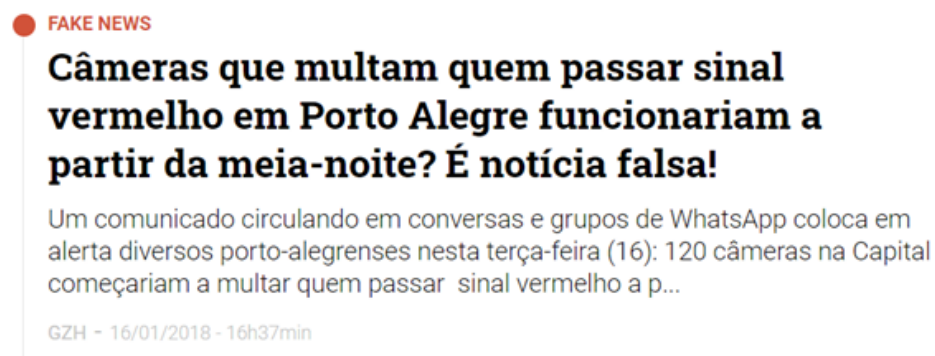 FAKE NEWS
Câmeras que multam quem passar sinal
vermelho em Porto Alegre funcionariam a
partir da meia-noite? É notícia falsa!
Um comunicado circulando em conversas e grupos de WhatsApp coloca em
alerta diversos porto-alegrenses nesta terça-feira (16): 120 câmeras na Capital
começariam a multar quem passar  sinal vermelho a p...
GZH - 16/01/2018 - 16h37min